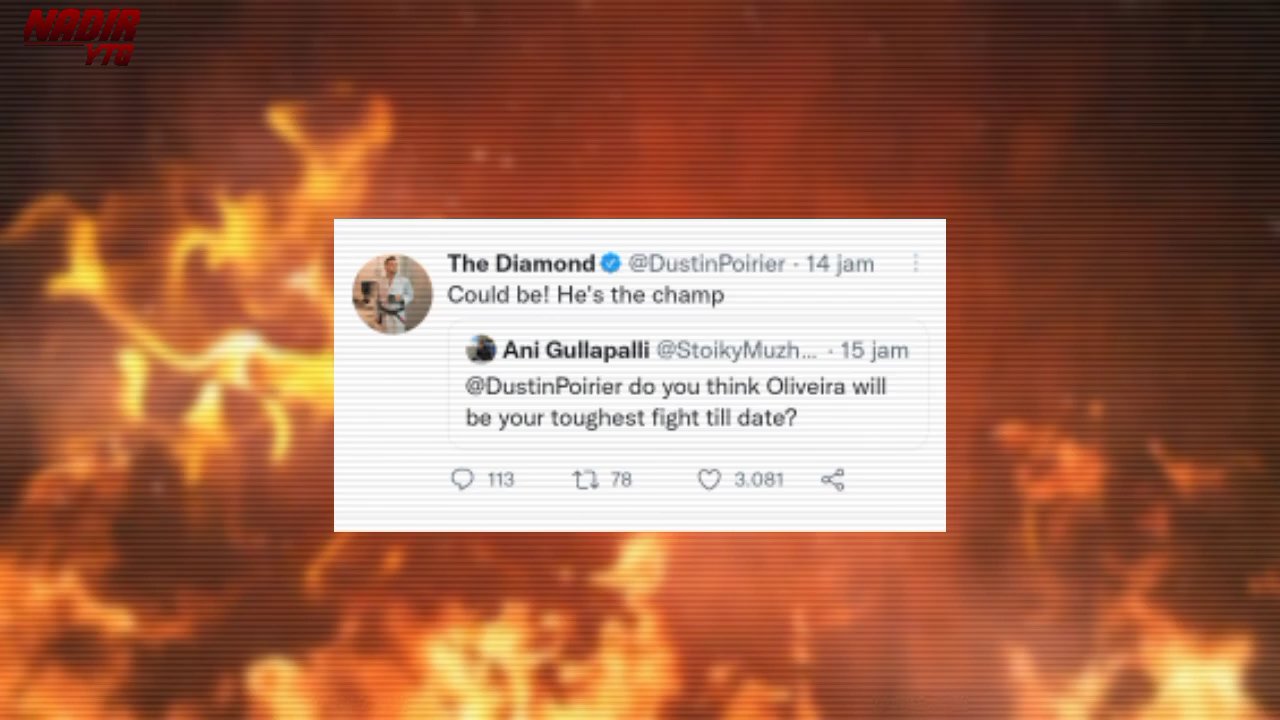 NADIR
YTG
The Diamond @DustinPoirier · 14 jam
Could be! He's the champ
Ani Gullapalli @StoikyMuzh... · 15 jam
@DustinPoirier do you think Oliveira will
be your toughest fight till date?
113 78 3.081